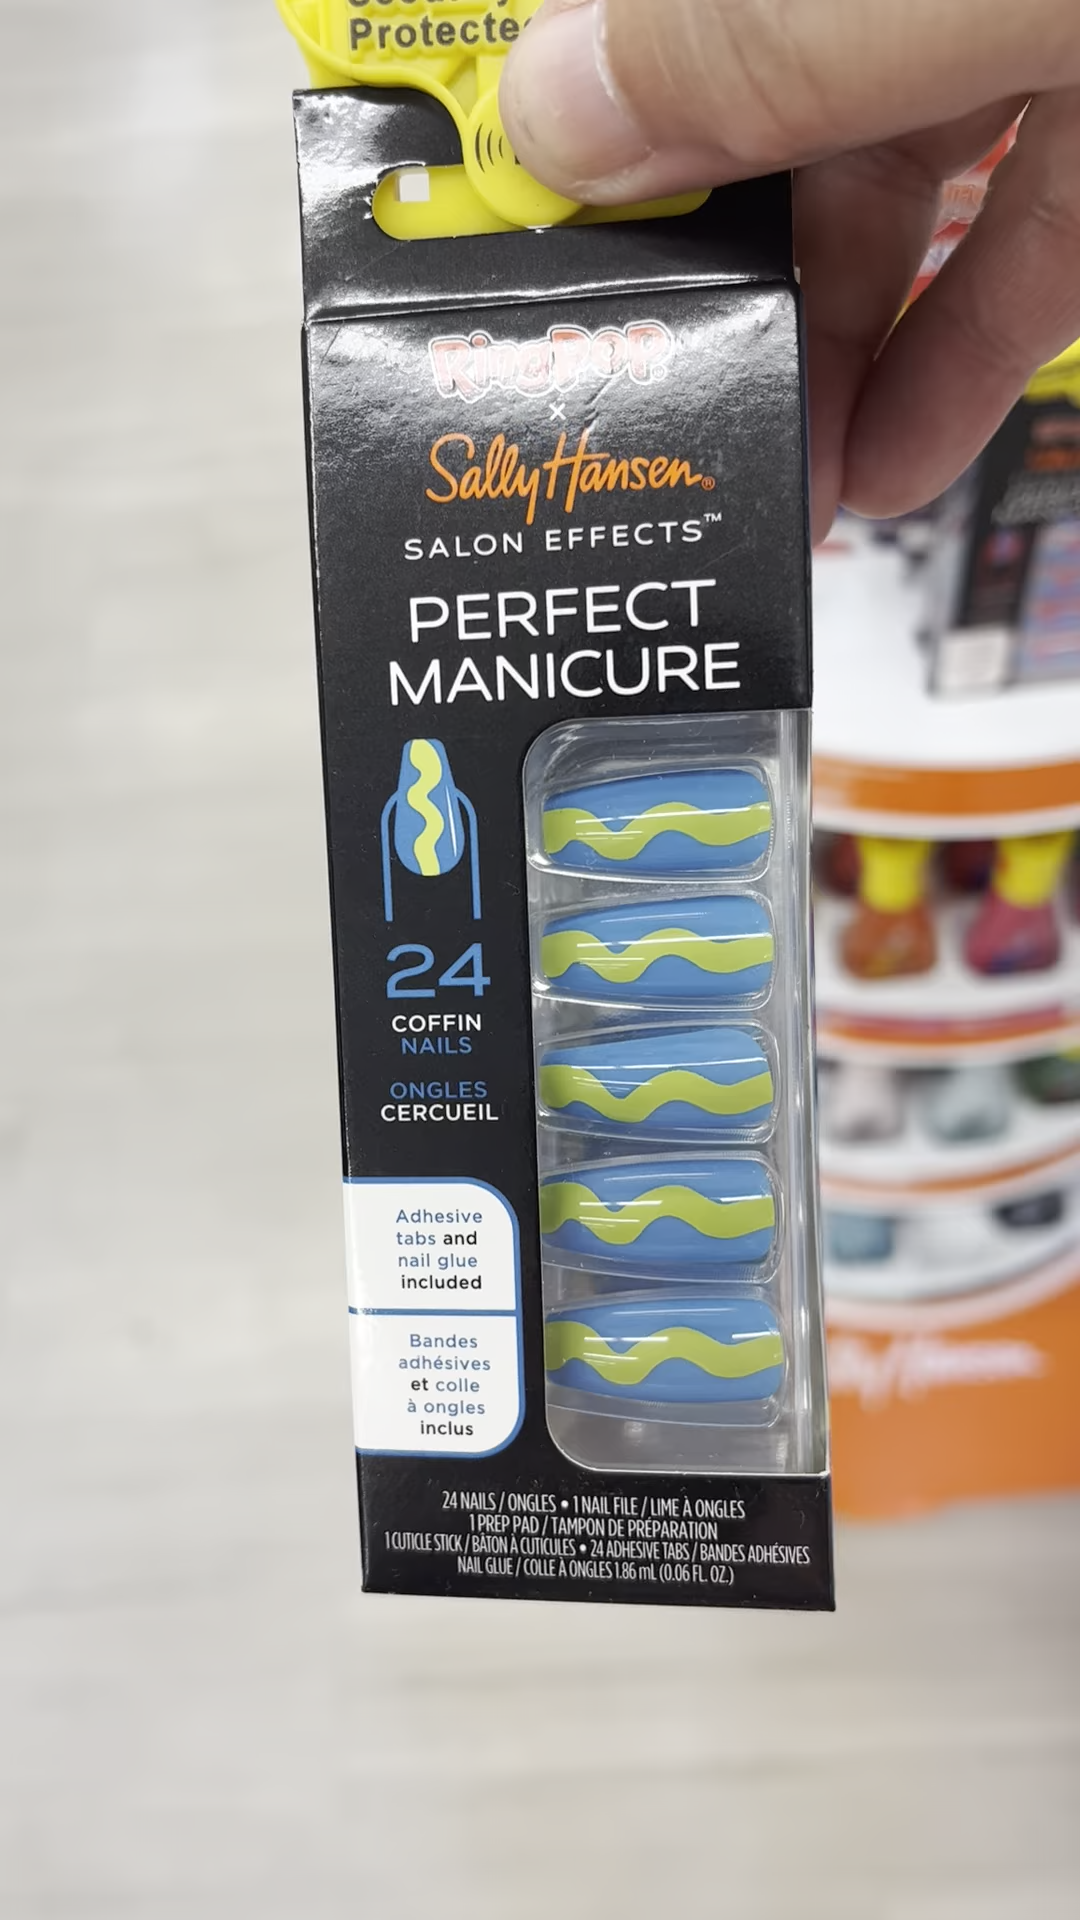 Protecte
Ring POP®
×
Sally Hansen®
SALON EFFECTS™
PERFECT
MANICURE
24
COFFIN
NAILS
ONGLES
CERCUEIL
Adhesive
tabs and
nail glue
included
Bandes
adhésives
et colle
à ongles
inclus
24 NAILS / ONGLES • 1 NAIL FILE / LIME À ONGLES
1 PREP PAD / TAMPON DE PRÉPARATION
1 CUTICLE STICK / BÂTON À CUTICULES • 24 ADHESIVE TABS / BANDES ADHÉSIVES
NAIL GLUE / COLLE À ONGLES 1.86 mL (0.06 FL. OZ.)